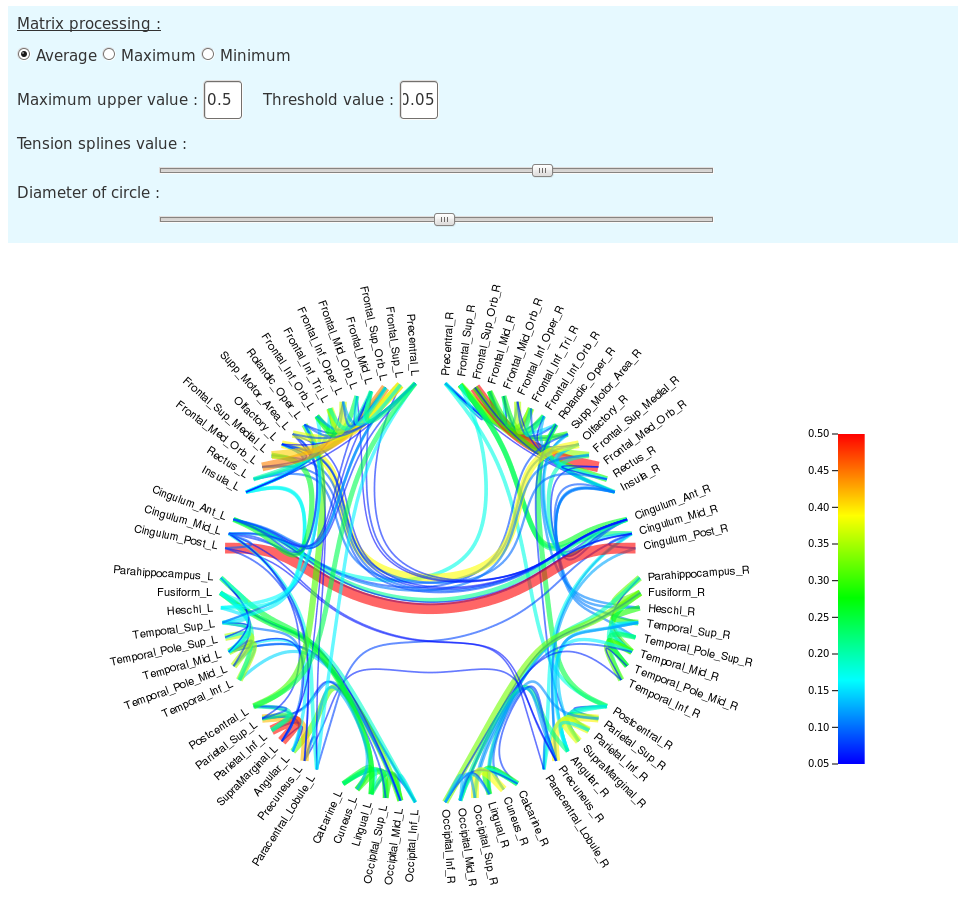 Matrix processing :
Average Maximum Minimum
Maximum upper value : 0.5 Threshold value : 0.05
Tension splines value :
Diameter of circle :
Precentral_L
Frontal_Sup_L
Frontal_Sup_Orb_L
Frontal_Mid_L
Frontal_Mid_Orb_L
Frontal_Inf_Oper_L
Frontal_Inf_Tri_L
Frontal_Inf_Orb_L
Rolandic_Oper_L
Supp_Motor_Area_L
Olfactory_L
Frontal_Sup_Medial_L
Frontal_Med_Orb_L
Rectus_L
Insula_L
Cingulum_Ant_L
Cingulum_Mid_L
Cingulum_Post_L
Parahippocampus_L
Fusiform_L
Heschl_L
Temporal_Sup_L
Temporal_Pole_Sup_L
Temporal_Mid_L
Temporal_Pole_Mid_L
Temporal_Inf_L
Postcentral_L
Parietal_Sup_L
Parietal_Inf_L
SupraMarginal_L
Angular_L
Precuneus_L
Paracentral_Lobule_L
Calcarine_L
Cuneus_L
Lingual_L
Occipital_Sup_L
Occipital_Mid_L
Occipital_Inf_L
Precentral_R
Frontal_Sup_R
Frontal_Sup_Orb_R
Frontal_Mid_R
Frontal_Mid_Orb_R
Frontal_Inf_Oper_R
Frontal_Inf_Tri_R
Frontal_Inf_Orb_R
Rolandic_Oper_R
Supp_Motor_Area_R
Olfactory_R
Frontal_Sup_Medial_R
Frontal_Med_Orb_R
Rectus_R
Insula_R
Cingulum_Ant_R
Cingulum_Mid_R
Cingulum_Post_R
Parahippocampus_R
Fusiform_R
Heschl_R
Temporal_Sup_R
Temporal_Pole_Sup_R
Temporal_Mid_R
Temporal_Pole_Mid_R
Temporal_Inf_R
Postcentral_R
Parietal_Sup_R
Parietal_Inf_R
SupraMarginal_R
Angular_R
Precuneus_R
Paracentral_Lobule_R
Calcarine_R
Cuneus_R
Lingual_R
Occipital_Sup_R
Occipital_Mid_R
Occipital_Inf_R
0.50
0.45
0.40
0.35
0.30
0.25
0.20
0.15
0.10
0.05